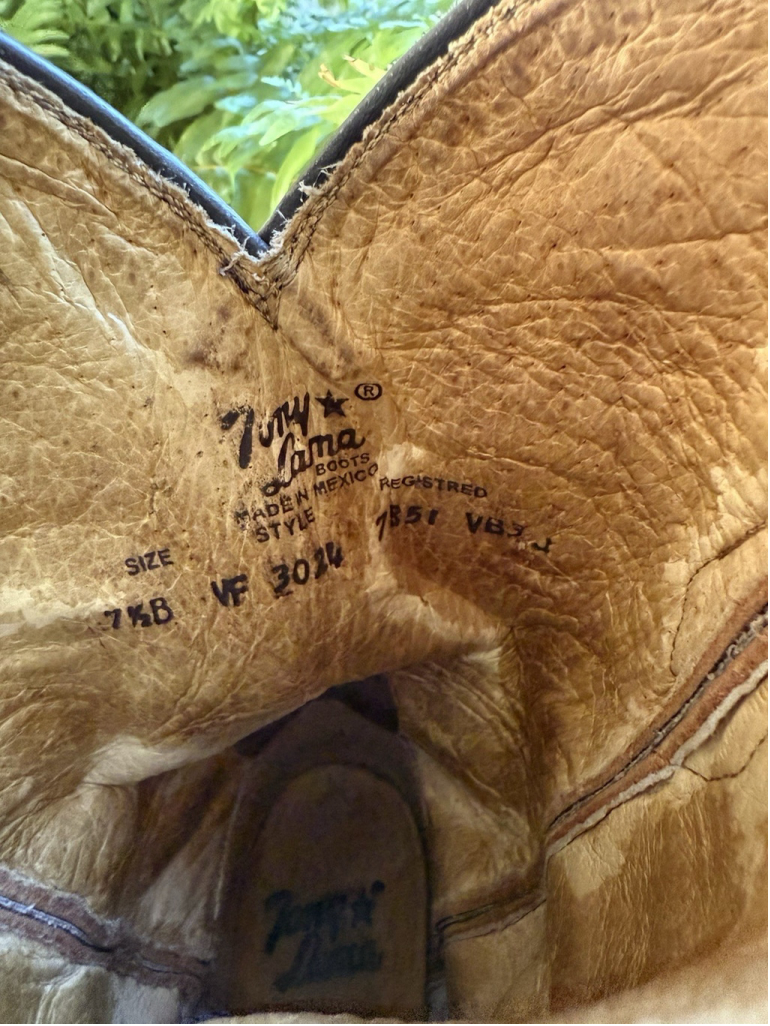 Tony ★ ®
Lama
BOOTS
MADE IN MEXICO REGISTRED
SIZE STYLE
7½B VF 3024 7851
Tony ★
Lama